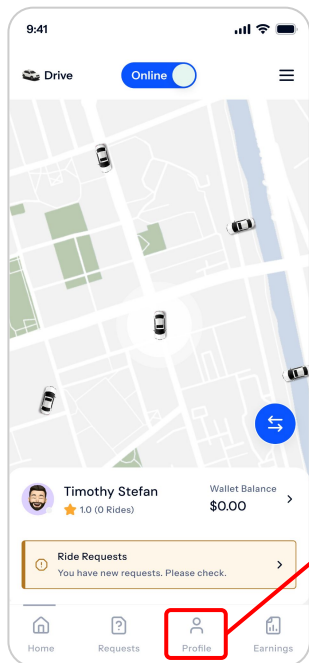 9:41
Drive
Online
Timothy Stefan
1.0 (0 Rides)
Wallet Balance
$0.00
Ride Requests
You have new requests. Please check.
Home
Requests
Profile
Earnings